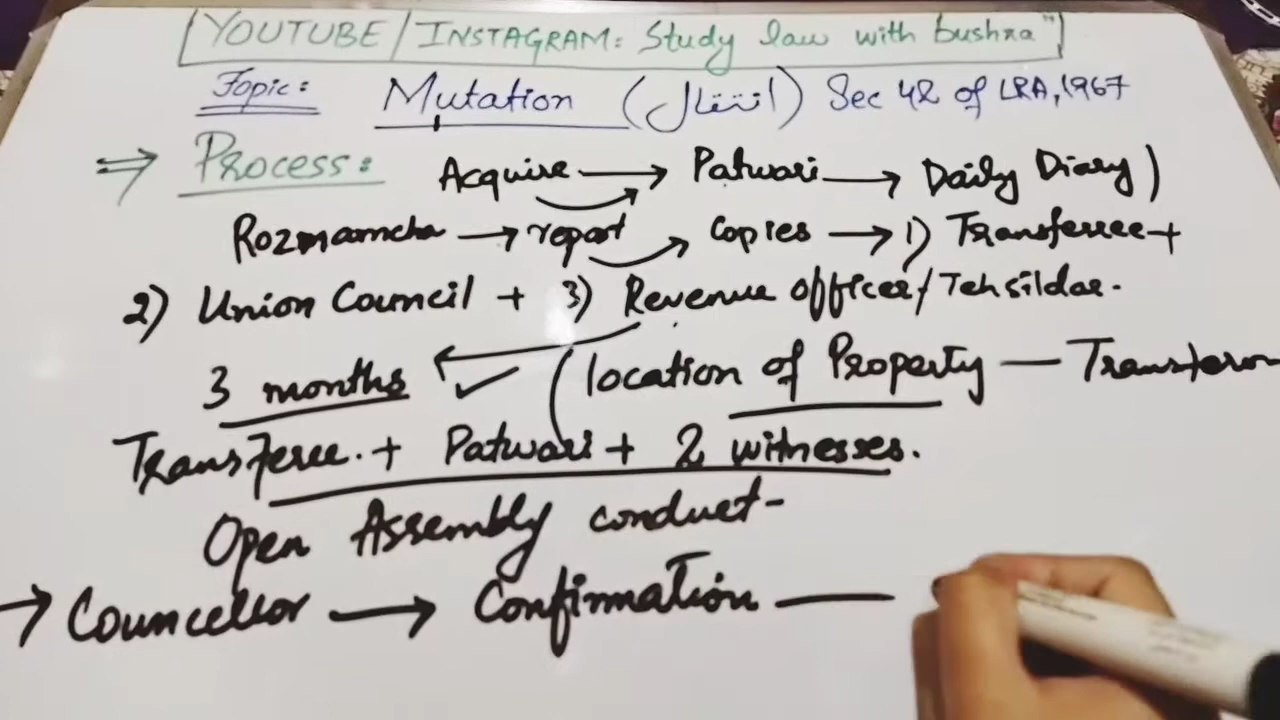 YOUTUBE/INSTAGRAM: Study law with bushra"
Topic: Mutation (انتقال) Sec 42 of LRA, 1967
⇒ Process: Acquire → Patwari → Daily Diary)
Rozmamcha → report → Copies → 1) Transferree +
2) Union Council + 3) Revenue officer/Tehsildar.
3 months ✓ (location of Property — Transferor
Transferee. + Patwari + 2 witnesses.
Open Assembly conduct-
→ Councellor → Confirmation —